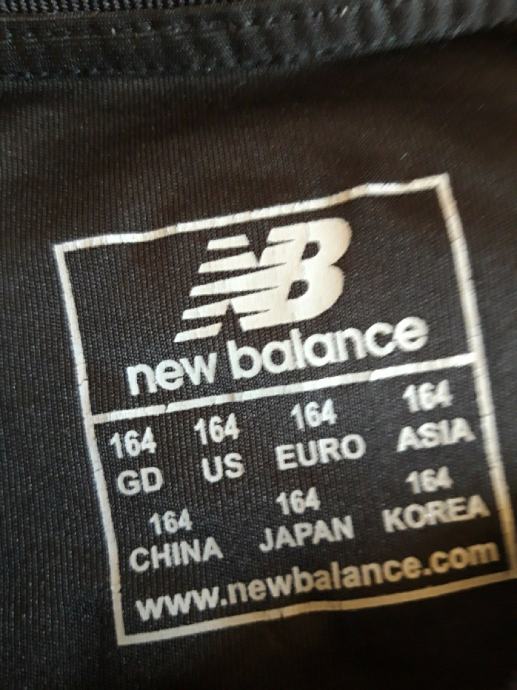 NB
new balance
164 164 164 164
GD US EURO ASIA
164 164 164
CHINA JAPAN KOREA
www.newbalance.com